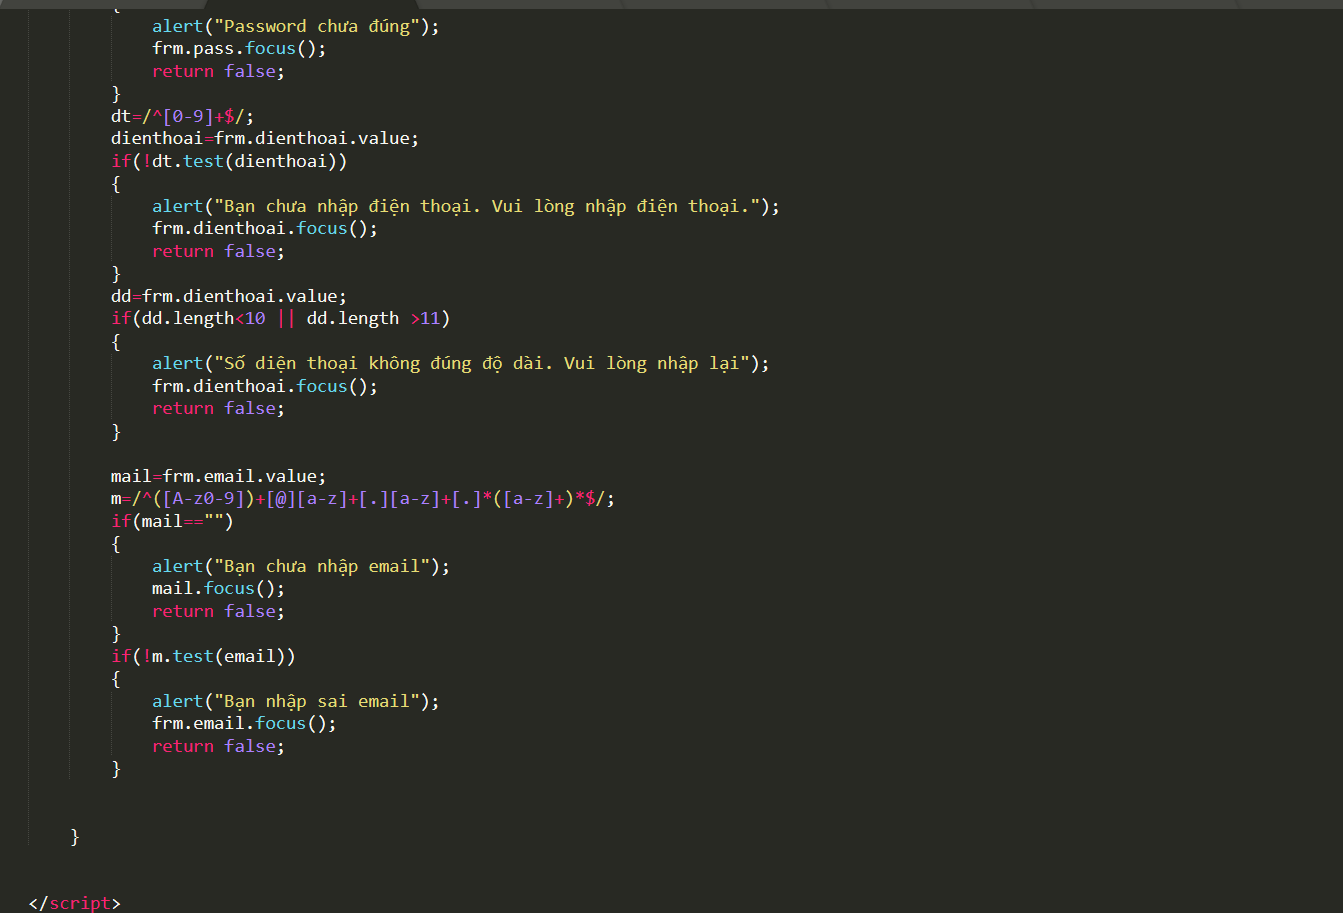 {
alert("Password chưa đúng");
frm.pass.focus();
return false;
}
dt=/^[0-9]+$/;
dienthoai=frm.dienthoai.value;
if(!dt.test(dienthoai))
{
alert("Bạn chưa nhập điện thoại. Vui lòng nhập điện thoại.");
frm.dienthoai.focus();
return false;
}
dd=frm.dienthoai.value;
if(dd.length<10 || dd.length >11)
{
alert("Số diện thoại không đúng độ dài. Vui lòng nhập lại");
frm.dienthoai.focus();
return false;
}
mail=frm.email.value;
m=/^([A-z0-9])+[@][a-z]+[.][a-z]+[.]*([a-z]+)*$/;
if(mail=="")
{
alert("Bạn chưa nhập email");
mail.focus();
return false;
}
if(!m.test(email))
{
alert("Bạn nhập sai email");
frm.email.focus();
return false;
}
}
</script>